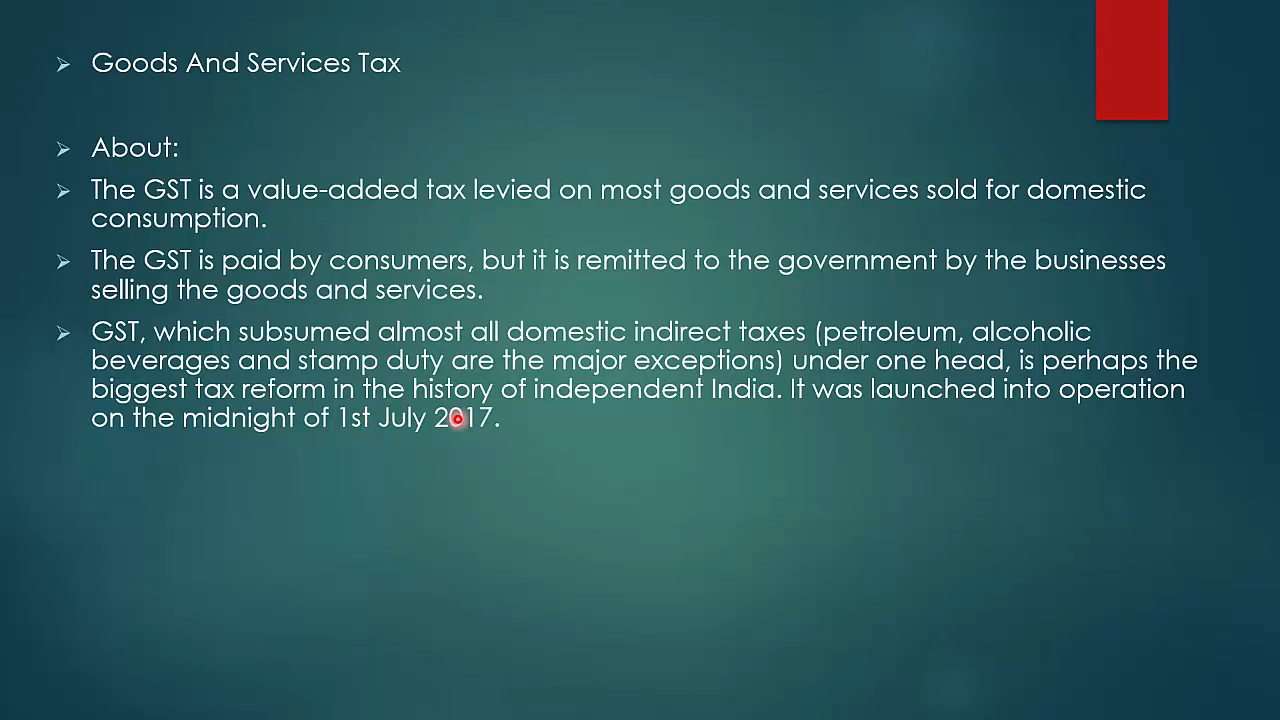 Goods And Services Tax
About:
The GST is a value-added tax levied on most goods and services sold for domestic
consumption.
The GST is paid by consumers, but it is remitted to the government by the businesses
selling the goods and services.
GST, which subsumed almost all domestic indirect taxes (petroleum, alcoholic
beverages and stamp duty are the major exceptions) under one head, is perhaps the
biggest tax reform in the history of independent India. It was launched into operation
on the midnight of 1st July 2017.